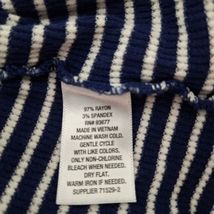 97% RAYON
3% SPANDEX
RN# 93677
MADE IN VIETNAM
MACHINE WASH COLD.
GENTLE CYCLE
WITH LIKE COLORS.
ONLY NON-CHLORINE
BLEACH WHEN NEEDED.
DRY FLAT.
WARM IRON IF NEEDED.
SUPPLIER 71529-2